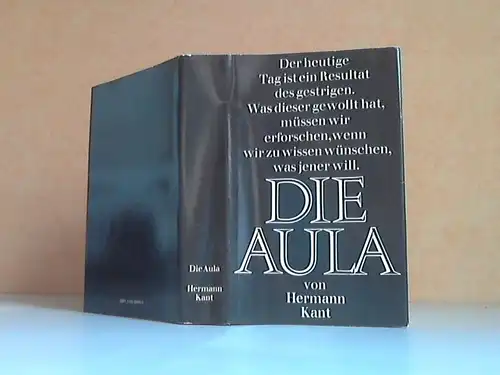 Der heutige
Tag ist ein Resultat
des gestrigen.
Was dieser gewollt hat,
müssen wir
erforschen, wenn
wir zu wissen wünschen,
was jener will.
DIE
AULA
von
Hermann
Kant
Die Aula
Hermann
Kant